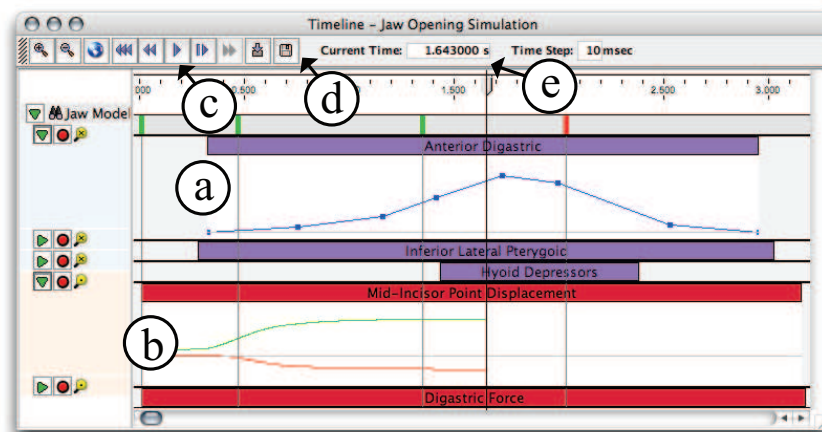 Timeline - Jaw Opening Simulation
Current Time: 1.643000 s Time Step: 10 msec
c
d
e
000 0.500 1.500 2.500 3.000
Jaw Model
Anterior Digastric
a
Inferior Lateral Pterygoic
Hyoid Depressors
Mid-Incisor Point Displacement
b
Digastric Force